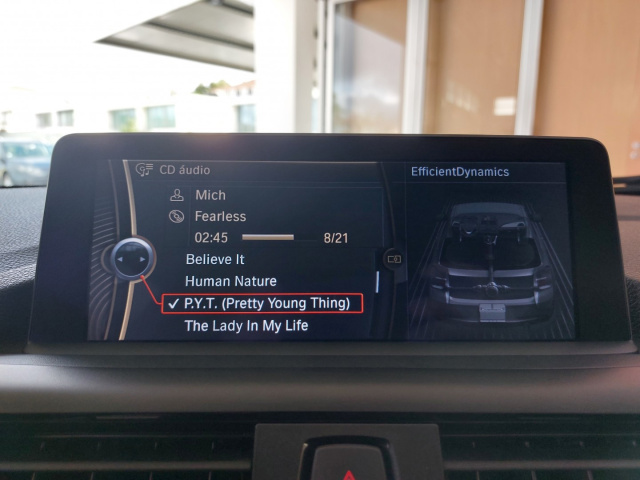 CD áudio
EfficientDynamics
Mich
Fearless
02:45 8/21
Believe It
Human Nature
✓ P.Y.T. (Pretty Young Thing)
The Lady In My Life